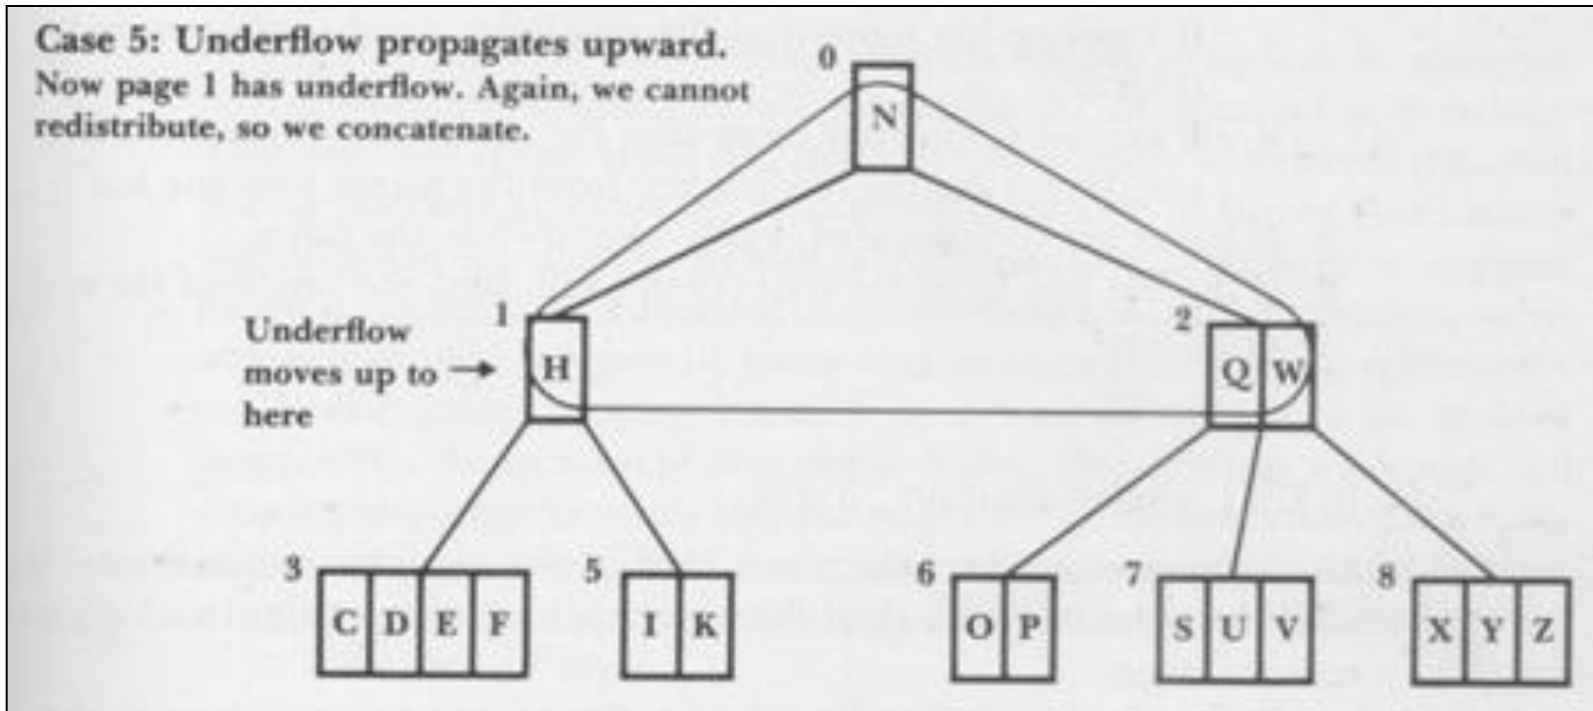 Case 5: Underflow propagates upward.
Now page 1 has underflow. Again, we cannot
redistribute, so we concatenate.
0
N
Underflow
moves up to
here
1
H
2
Q W
3
C D E F
5
I K
6
O P
7
S U V
8
X Y Z